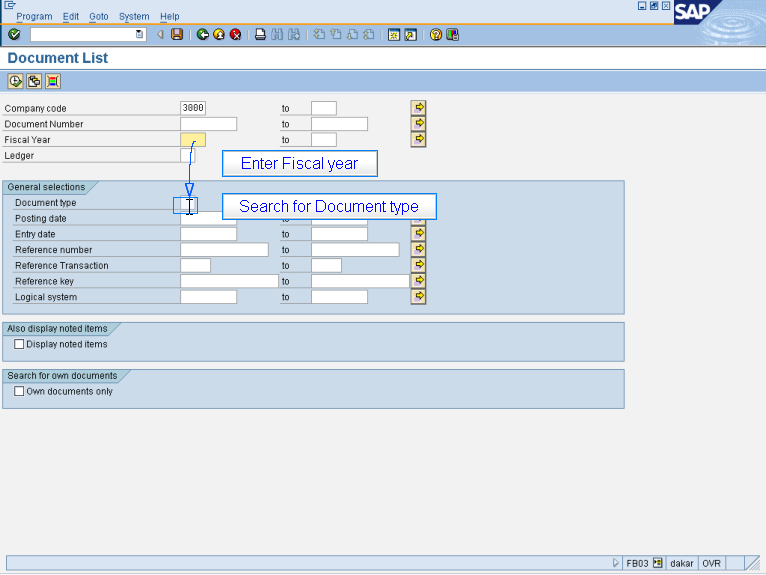 Program Edit Goto System Help
SAP
Document List
Company code 3000 to
Document Number to
Fiscal Year to
Ledger
Enter Fiscal year
General selections
Document type
Search for Document type
Posting date
Entry date to
Reference number to
Reference Transaction to
Reference key to
Logical system to
Also display noted items
Display noted items
Search for own documents
Own documents only
FB03 dakar OVR